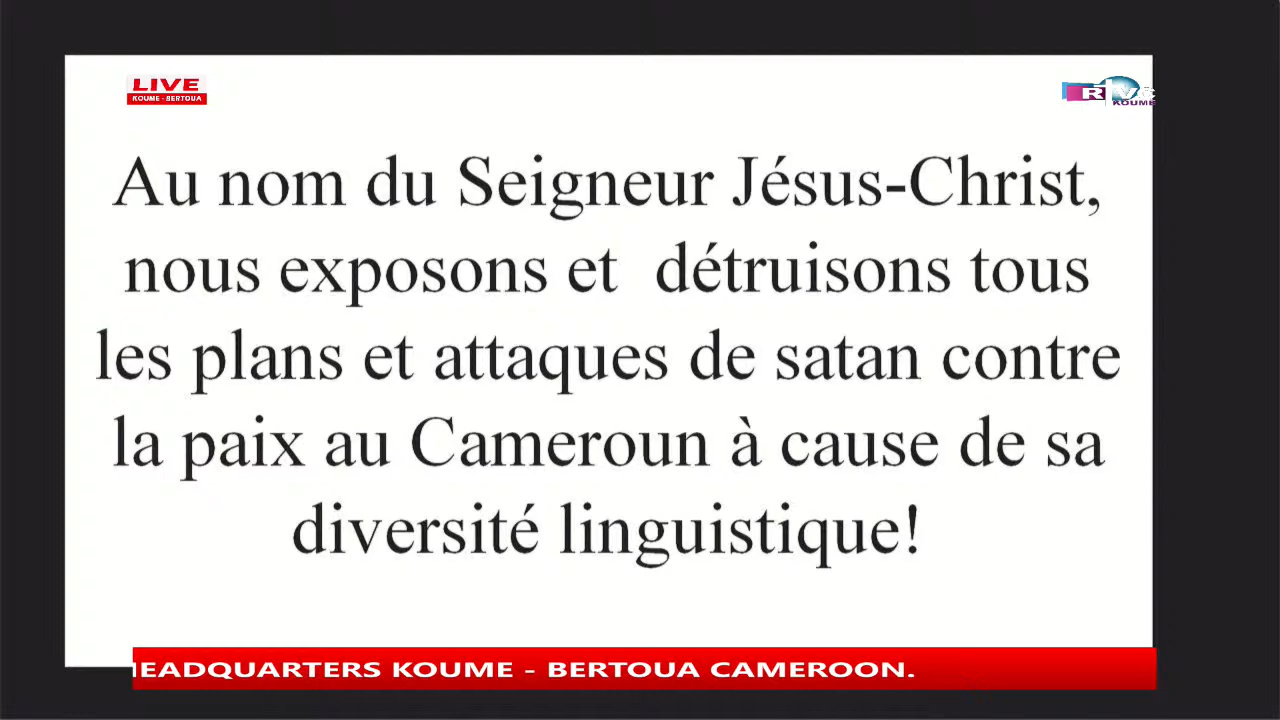 LIVE
KOUME - BERTOUA
KOUME
Au nom du Seigneur Jésus-Christ,
nous exposons et détruisons tous
les plans et attaques de satan contre
la paix au Cameroun à cause de sa
diversité linguistique!
HEADQUARTERS KOUME - BERTOUA CAMEROON.